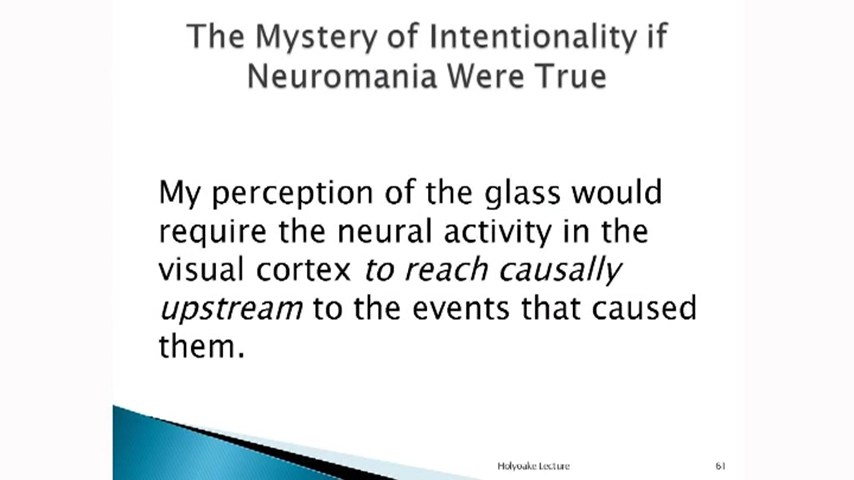 The Mystery of Intentionality if
Neuromania Were True
My perception of the glass would
require the neural activity in the
visual cortex to reach causally
upstream to the events that caused
them.
Holyoake Lecture
61